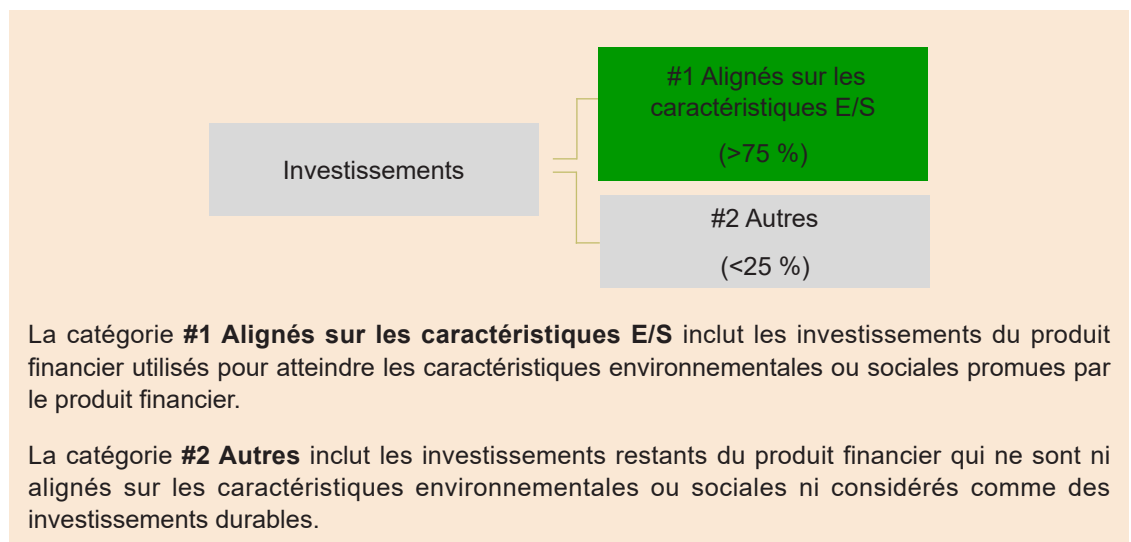 #1 Alignés sur les
caractéristiques E/S
(>75 %)
Investissements
#2 Autres
(<25 %)
La catégorie #1 Alignés sur les caractéristiques E/S inclut les investissements du produit
financier utilisés pour atteindre les caractéristiques environnementales ou sociales promues par
le produit financier.
La catégorie #2 Autres inclut les investissements restants du produit financier qui ne sont ni
alignés sur les caractéristiques environnementales ou sociales ni considérés comme des
investissements durables.